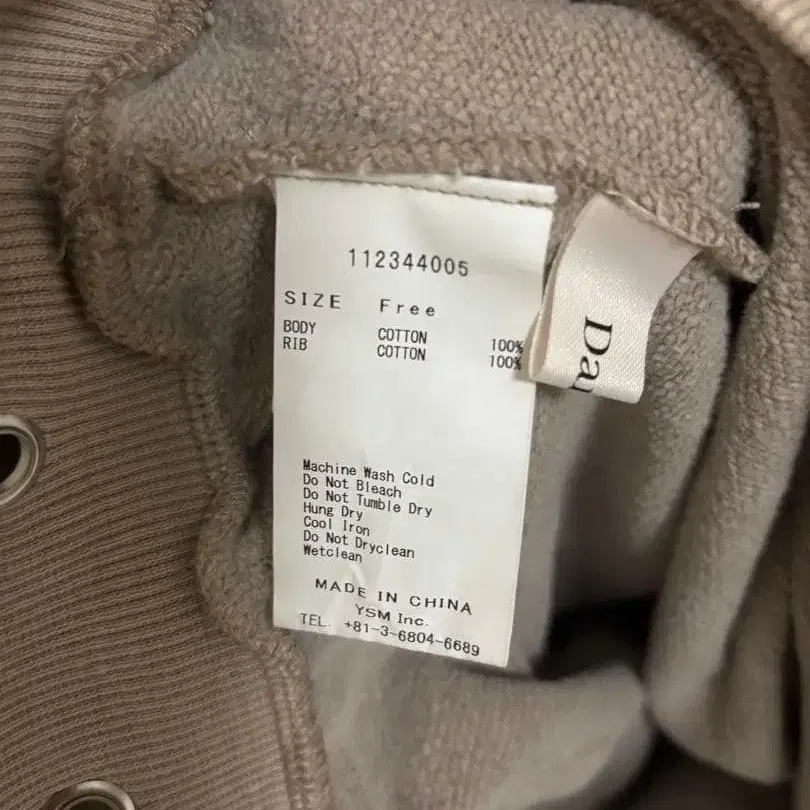 112344005
SIZE Free
BODY COTTON 100%
RIB COTTON 100%
Machine Wash Cold
Do Not Bleach
Do Not Tumble Dry
Hung Dry
Cool Iron
Do Not Dryclean
Wetclean
MADE IN CHINA
YSM Inc.
TEL. +81-3-6804-6689